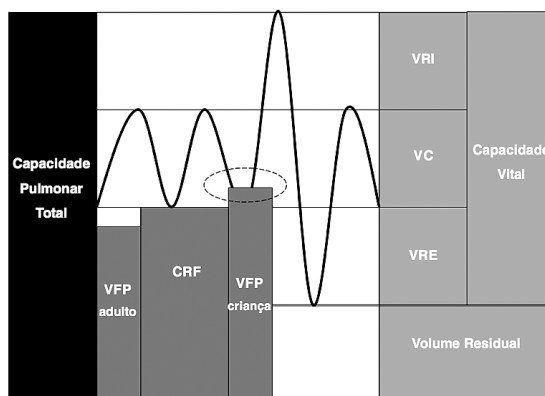 Capacidade
Pulmonar
Total
VFP
adulto
CRF
VFP
criança
VRI
VC
VRE
Capacidade
Vital
Volume Residual